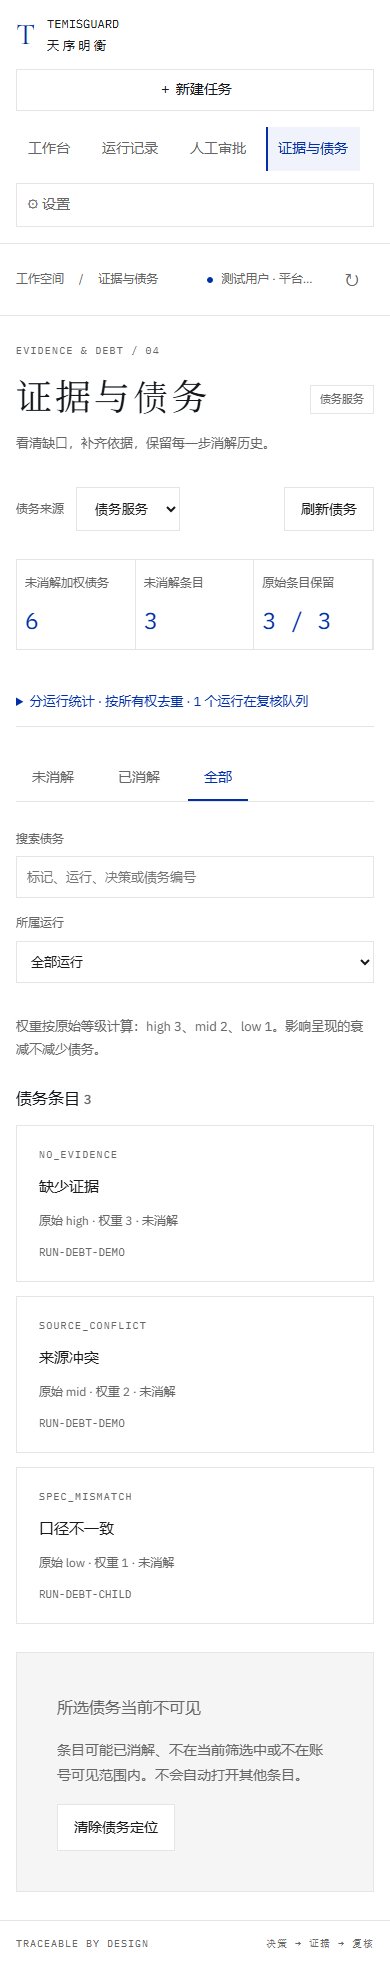 T
TEMISGUARD
天序明衡
+ 新建任务
工作台
运行记录
人工审批
证据与债务
⚙ 设置
工作空间 / 证据与债务
测试用户 · 平台...
↻
EVIDENCE & DEBT / 04
证据与债务
债务服务
看清缺口，补齐依据，保留每一步消解历史。
债务来源
债务服务
刷新债务
未消解加权债务
6
未消解条目
3
原始条目保留
3 / 3
▶ 分运行统计 · 按所有权去重 · 1 个运行在复核队列
未消解
已消解
全部
搜索债务
标记、运行、决策或债务编号
所属运行
全部运行
权重按原始等级计算：high 3、mid 2、low 1。影响呈现的衰
减不减少债务。
债务条目 3
NO_EVIDENCE
缺少证据
原始 high · 权重 3 · 未消解
RUN-DEBT-DEMO
SOURCE_CONFLICT
来源冲突
原始 mid · 权重 2 · 未消解
RUN-DEBT-DEMO
SPEC_MISMATCH
口径不一致
原始 low · 权重 1 · 未消解
RUN-DEBT-CHILD
所选债务当前不可见
条目可能已消解、不在当前筛选中或不在账
号可见范围内。不会自动打开其他条目。
清除债务定位
TRACEABLE BY DESIGN
决策 → 证据 → 复核